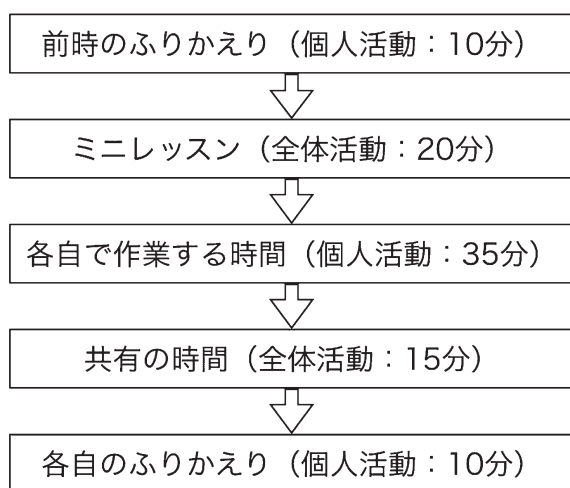 前時のふりかえり（個人活動：10分）
ミニレッスン（全体活動：20分）
各自で作業する時間（個人活動：35分）
共有の時間（全体活動：15分）
各自のふりかえり（個人活動：10分）